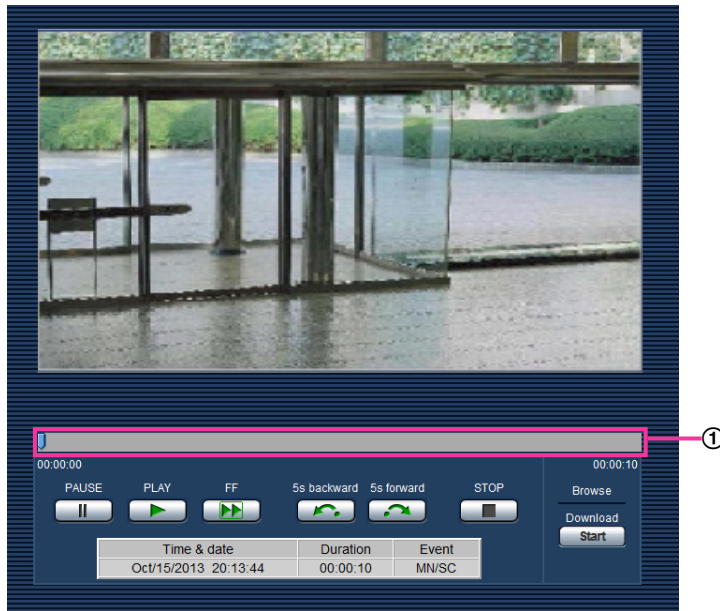 ①
00:00:00 00:00:10
PAUSE PLAY FF 5s backward 5s forward STOP Browse
Download
Start
Time & date Duration Event
Oct/15/2013 20:13:44 00:00:10 MN/SC